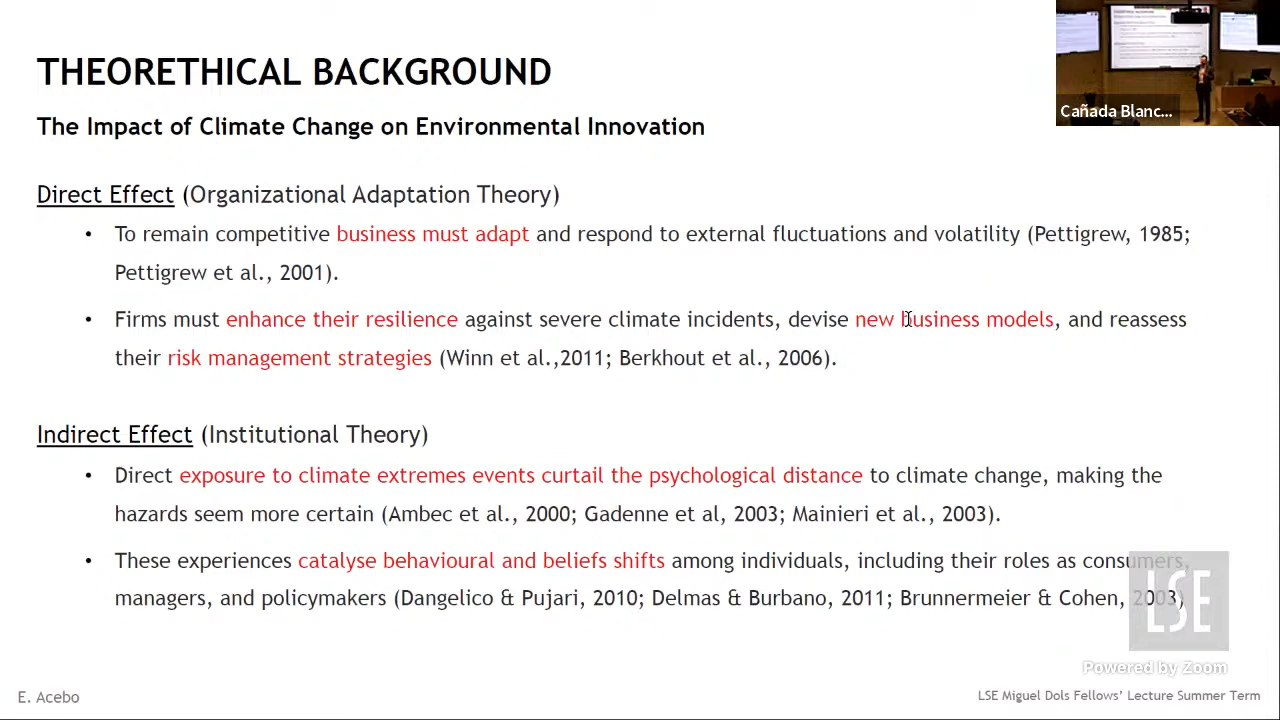 THEORETHICAL BACKGROUND
Cañada Blanc...
The Impact of Climate Change on Environmental Innovation
Direct Effect (Organizational Adaptation Theory)
• To remain competitive business must adapt and respond to external fluctuations and volatility (Pettigrew, 1985;
Pettigrew et al., 2001).
• Firms must enhance their resilience against severe climate incidents, devise new business models, and reassess
their risk management strategies (Winn et al.,2011; Berkhout et al., 2006).
Indirect Effect (Institutional Theory)
• Direct exposure to climate extremes events curtail the psychological distance to climate change, making the
hazards seem more certain (Ambec et al., 2000; Gadenne et al, 2003; Mainieri et al., 2003).
• These experiences catalyse behavioural and beliefs shifts among individuals, including their roles as consumers,
managers, and policymakers (Dangelico & Pujari, 2010; Delmas & Burbano, 2011; Brunnermeier & Cohen, 2003)
LSE
Powered by Zoom
E. Acebo
LSE Miguel Dols Fellows’ Lecture Summer Term